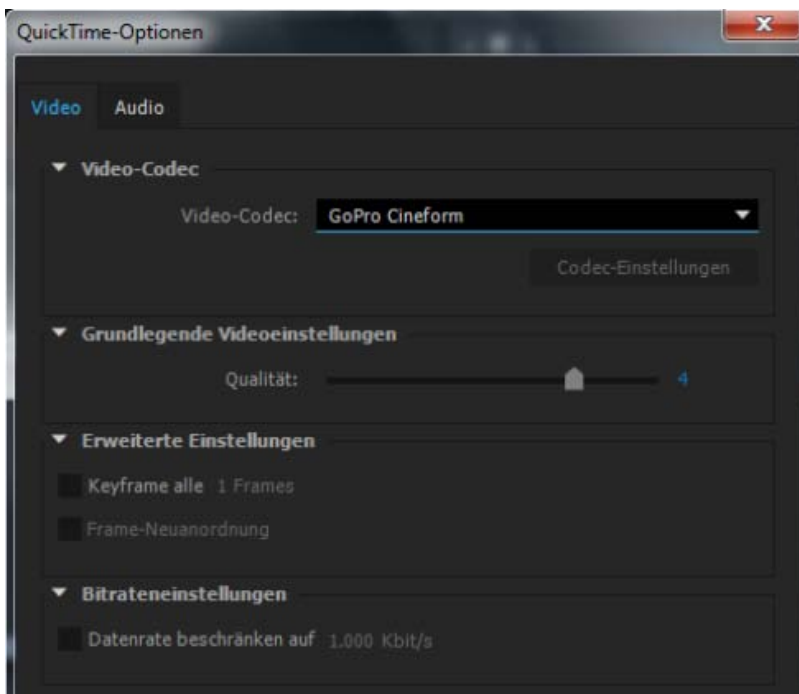 QuickTime-Optionen
Video Audio
Video-Codec
Video-Codec: GoPro Cineform
Codec-Einstellungen
Grundlegende Videoeinstellungen
Qualität: 4
Erweiterte Einstellungen
Keyframe alle 1 Frames
Frame-Neuanordnung
Bitrateneinstellungen
Datenrate beschränken auf 1.000 Kbit/s